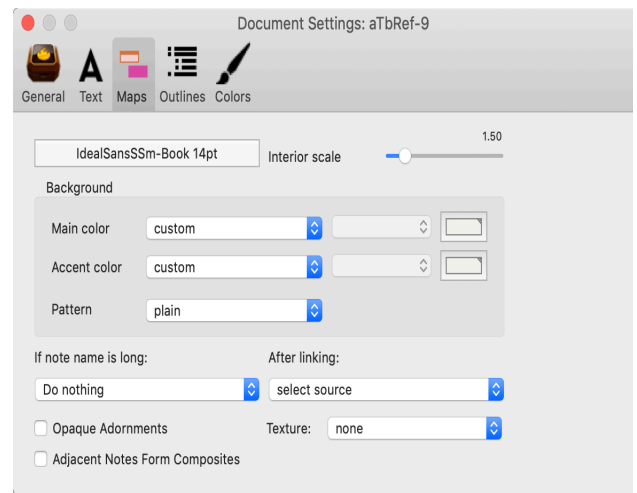 Document Settings: aTbRef-9
General Text Maps Outlines Colors
IdealSansSSm-Book 14pt Interior scale 1.50
Background
Main color custom
Accent color custom
Pattern plain
If note name is long: After linking:
Do nothing select source
Opaque Adornments Texture: none
Adjacent Notes Form Composites